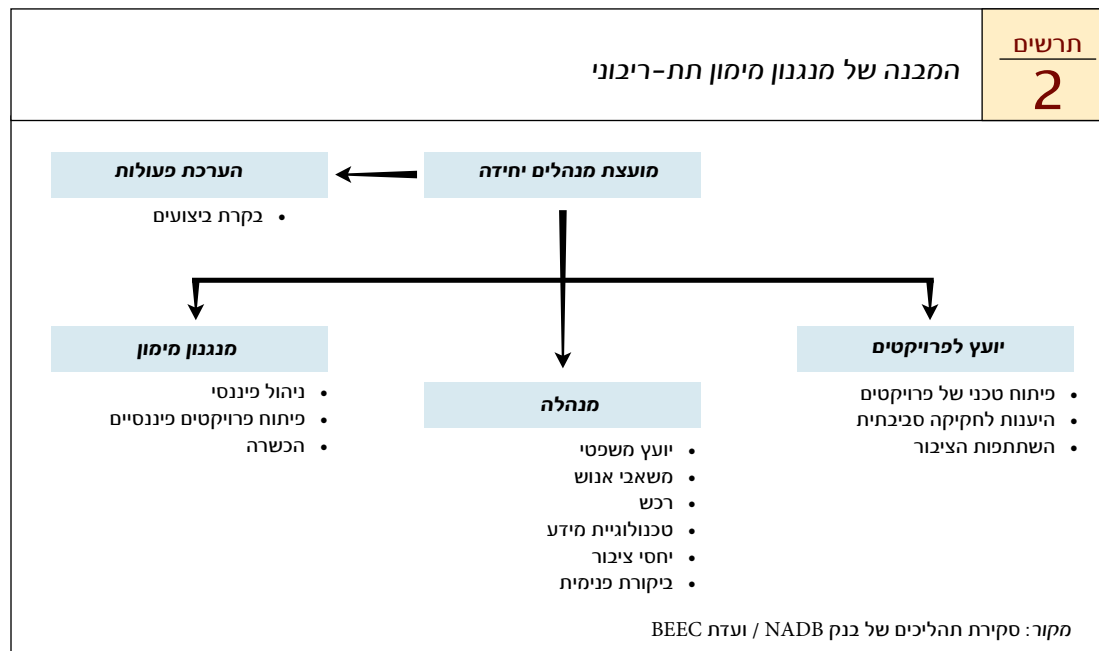 תרשים
2
המבנה של מנגנון מימון תת-ריבוני
מועצת מנהלים יחידה
הערכת פעולות
• בקרת ביצועים
יועץ לפרויקטים
• פיתוח טכני של פרויקטים
• היענות לחקיקה סביבתית
• השתתפות הציבור
מנהלה
• יועץ משפטי
• משאבי אנוש
• רכש
• טכנולוגיית מידע
• יחסי ציבור
• ביקורת פנימית
מנגנון מימון
• ניהול פיננסי
• פיתוח פרויקטים פיננסיים
• הכשרה
מקור: סקירת תהליכים של בנק NADB / ועדת BEEC